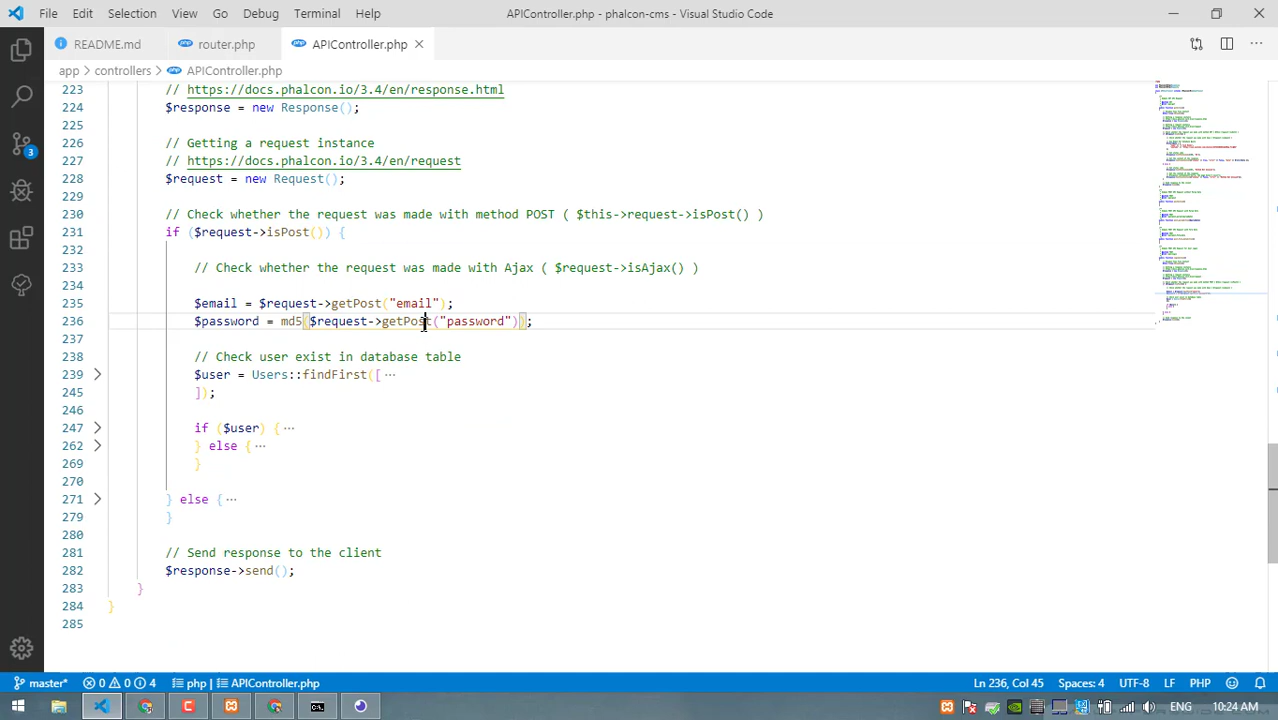 File Edit Selection View Go Debug Terminal Help
APIController.php - phalcon-cms - Visual Studio Code
README.md router.php APIController.php
app > controllers > APIController.php
223 // https://docs.phalcon.io/3.4/en/response.html
224 $response = new Response();
225
226 // Getting a request instance
227 // https://docs.phalcon.io/3.4/en/request
228 $request = new Request();
229
230 // Check whether the request was made with method POST ( $this->request->isPost() )
231 if ($request->isPost()) {
232
233 // Check whether the request was made with Ajax ( $request->isAjax() )
234
235 $email = $request->getPost("email");
236 $password = md5($request->getPost("password"));
237
238 // Check user exist in database table
239 $user = Users::findFirst([ ...
245 ]);
246
247 if ($user) { ...
262 } else { ...
269 }
270
271 } else { ...
279 }
280
281 // Send response to the client
282 $response->send();
283 }
284 }
285
3
master* 0 0 4 php | APIController.php
Ln 236, Col 45 Spaces: 4 UTF-8 LF PHP
ENG 10:24 AM